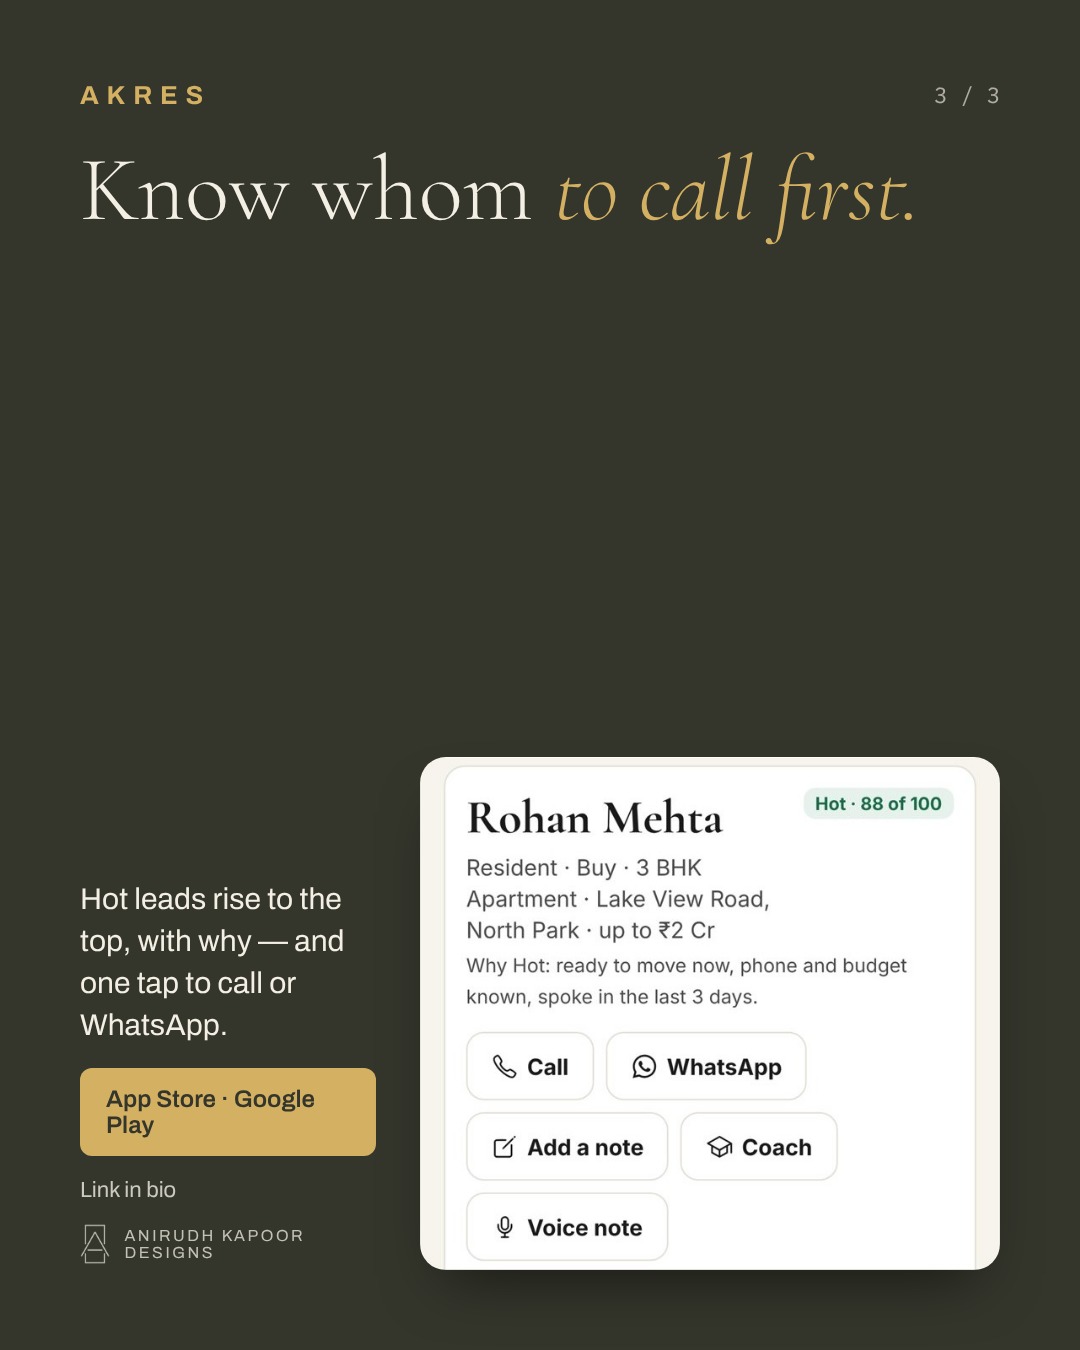 AKRES
3 / 3
Know whom to call first.
Hot leads rise to the
top, with why — and
one tap to call or
WhatsApp.
App Store · Google
Play
Link in bio
ANIRUDH KAPOOR
DESIGNS
Rohan Mehta
Hot · 88 of 100
Resident · Buy · 3 BHK
Apartment · Lake View Road,
North Park · up to ₹2 Cr
Why Hot: ready to move now, phone and budget
known, spoke in the last 3 days.
Call
WhatsApp
Add a note
Coach
Voice note